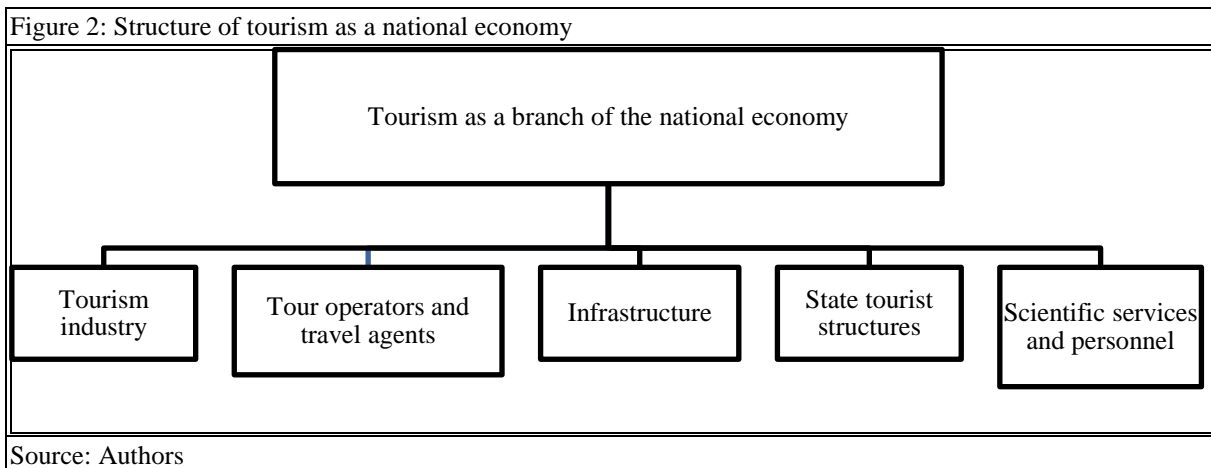 Figure 2: Structure of tourism as a national economy
Tourism as a branch of the national economy
Tourism
industry
Tour operators and
travel agents
Infrastructure
State tourist
structures
Scientific services
and personnel
Source: Authors